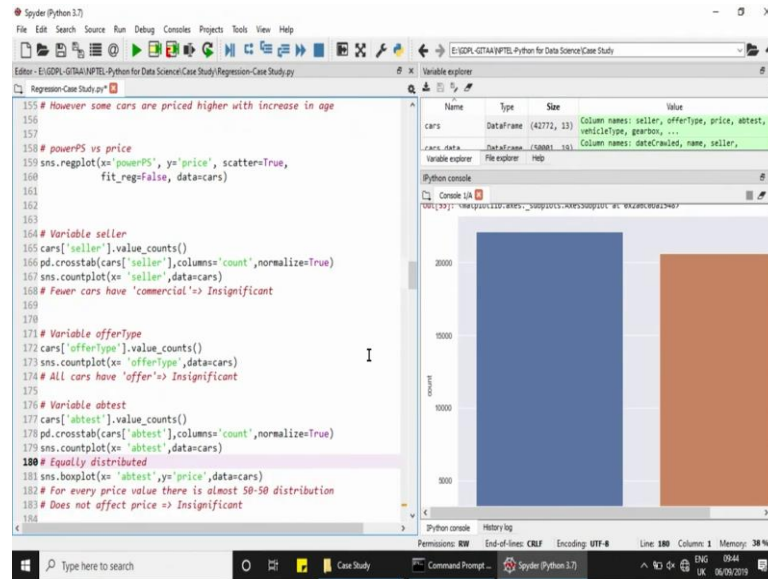 Spyder (Python 3.7)
File Edit Search Source Run Debug Consoles Projects Tools View Help
E:\GDPL-GITAA\NPTEL-Python for Data Science\Case Study
Editor - E:\GDPL-GITAA\NPTEL-Python for Data Science\Case Study\Regression-Case Study.py
Regression-Case Study.py*
155 # However some cars are priced higher with increase in age
156
157
158 # powerPS vs price
159 sns.regplot(x='powerPS', y='price', scatter=True,
160 fit_reg=False, data=cars)
161
162
163
164 # Variable seller
165 cars['seller'].value_counts()
166 pd.crosstab(cars['seller'],columns='count',normalize=True)
167 sns.countplot(x= 'seller',data=cars)
168 # Fewer cars have 'commercial'=> Insignificant
169
170
171 # Variable offerType
172 cars['offerType'].value_counts()
173 sns.countplot(x= 'offerType',data=cars)
174 # All cars have 'offer'=> Insignificant
175
176 # Variable abtest
177 cars['abtest'].value_counts()
178 pd.crosstab(cars['abtest'],columns='count',normalize=True)
179 sns.countplot(x= 'abtest',data=cars)
180 # Equally distributed
181 sns.boxplot(x= 'abtest',y='price',data=cars)
182 # For every price value there is almost 50-50 distribution
183 # Does not affect price => Insignificant
184
Variable explorer
Name Type Size Value
cars DataFrame (42772, 13) Column names: seller, offerType, price, abtest, vehicleType, gearbox, ...
cars_data DataFrame (50001, 19) Column names: dateCrawled, name, seller,
Variable explorer File explorer Help
IPython console
Console 1/A
20000
15000
count
10000
5000
IPython console History log
Permissions: RW End-of-lines: CRLF Encoding: UTF-8 Line: 180 Column: 1 Memory: 38 %
Type here to search
Case Study
Command Prompt ...
Spyder (Python 3.7)
ENG
UK
09:44
06/09/2019